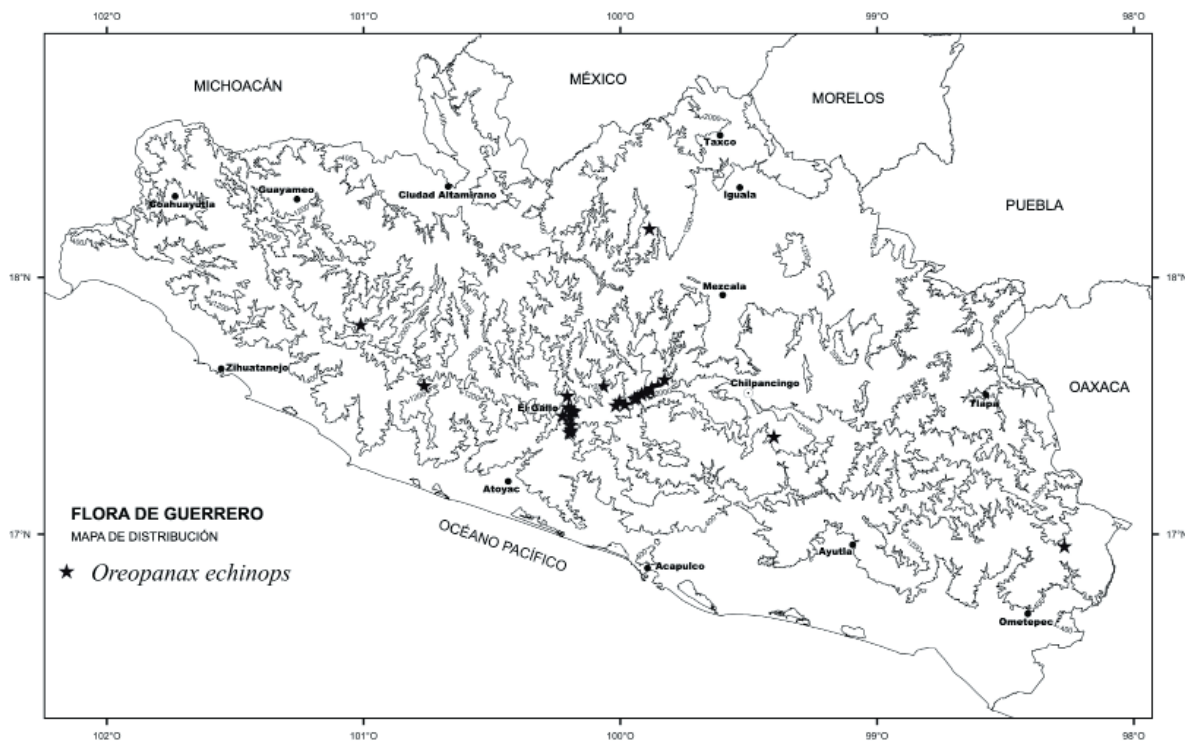 102°O 101°O 100°O 99°O 98°O
MICHOACÁN
MÉXICO
MORELOS
Taxco
Guayameo
Ciudad Altamirano
Coahuayutla
Iguala
PUEBLA
18°N 18°N
Mezcala
Zihuatanejo
Chilpancingo
OAXACA
Tlapa
El Gallo
Atoyac
FLORA DE GUERRERO
MAPA DE DISTRIBUCIÓN
OCÉANO PACÍFICO
17°N 17°N
Ayutla
Acapulco
Oreopanax echinops
Ometepec
102°O 101°O 100°O 99°O 98°O